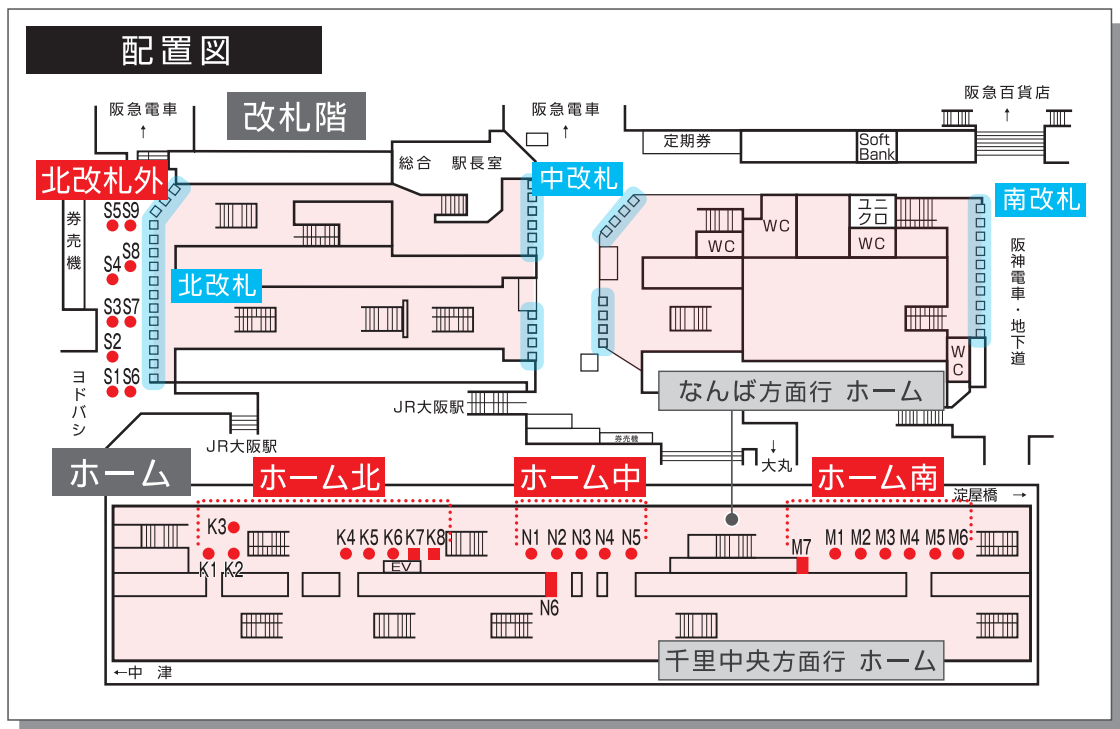 配置図
改札階
阪急電車
↑
阪急電車
↑
阪急百貨店
↑
定期券
Soft
Bank
総合 駅長室
北改札外
中改札
南改札
券売機
S5 S9
S8
S4
S3 S7
S2
S1 S6
北改札
WC
WC
ユニ
クロ
WC
WC
阪神電車・地下道
ヨドバシ
なんば方面行 ホーム
JR大阪駅
JR大阪駅
券売機
↓
大丸
ホーム
ホーム北
ホーム中
ホーム南
淀屋橋 →
K3
K4 K5 K6 K7 K8
N1 N2 N3 N4 N5
M7
M1 M2 M3 M4 M5 M6
K1 K2
EV
N6
千里中央方面行 ホーム
←中 津